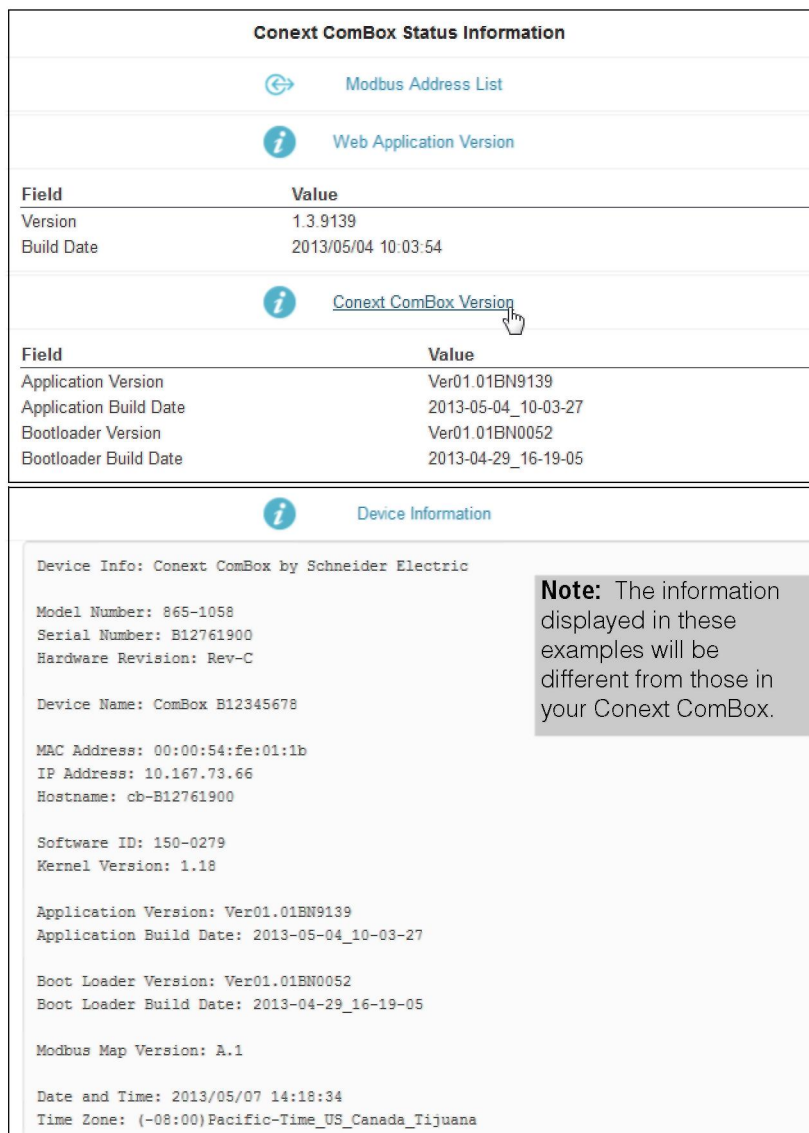 Conext ComBox Status Information
Modbus Address List
Web Application Version
Field Value
Version 1.3.9139
Build Date 2013/05/04 10:03:54
Conext ComBox Version
Field Value
Application Version Ver01.01BN9139
Application Build Date 2013-05-04_10-03-27
Bootloader Version Ver01.01BN0052
Bootloader Build Date 2013-04-29_16-19-05
Device Information
Device Info: Conext ComBox by Schneider Electric
Model Number: 865-1058
Serial Number: B12761900
Hardware Revision: Rev-C
Device Name: ComBox B12345678
MAC Address: 00:00:54:fe:01:1b
IP Address: 10.167.73.66
Hostname: cb-B12761900
Software ID: 150-0279
Kernel Version: 1.18
Application Version: Ver01.01BN9139
Application Build Date: 2013-05-04_10-03-27
Boot Loader Version: Ver01.01BN0052
Boot Loader Build Date: 2013-04-29_16-19-05
Modbus Map Version: A.1
Date and Time: 2013/05/07 14:18:34
Time Zone: (-08:00)Pacific-Time_US_Canada_Tijuana
Note: The information
displayed in these
examples will be
different from those in
your Conext ComBox.